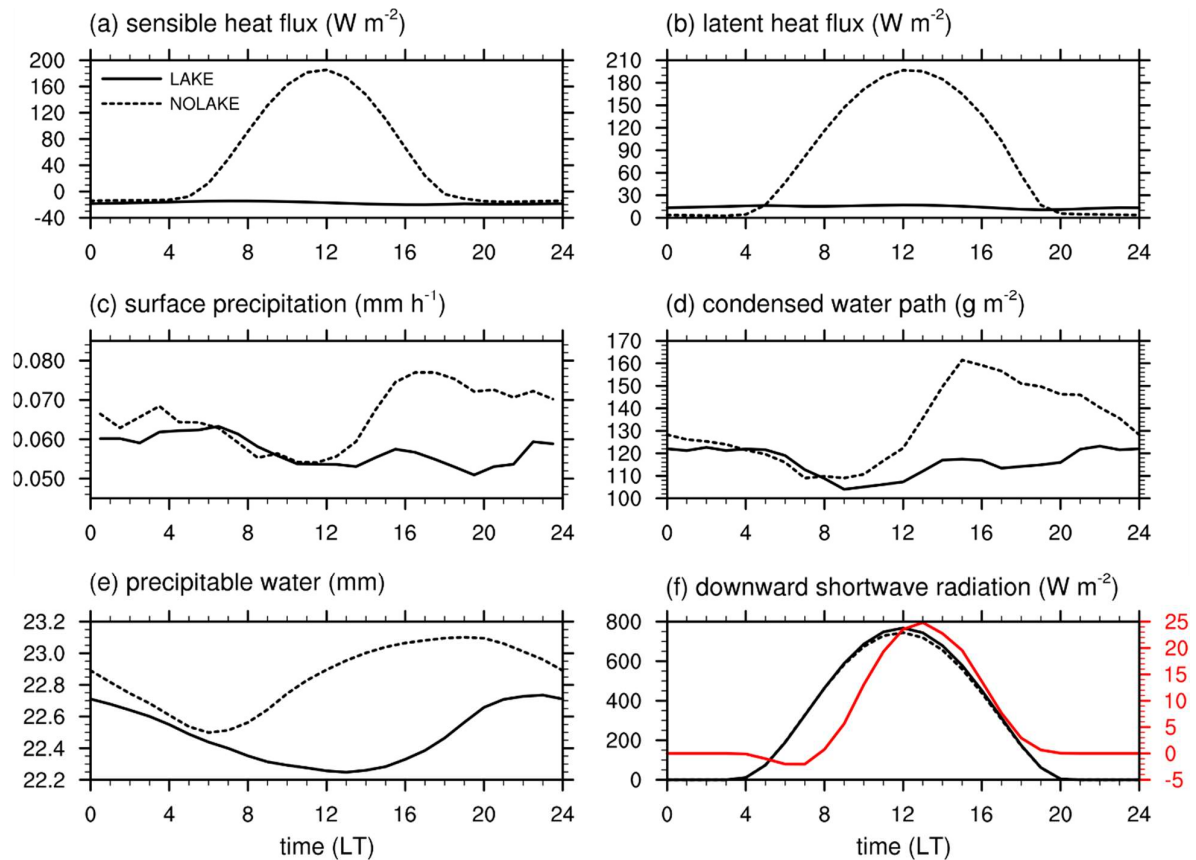 (a) sensible heat flux (W m⁻²)
200
160
120
80
40
0
-40
LAKE
NOLAKE
0 4 8 12 16 20 24
(b) latent heat flux (W m⁻²)
210
180
150
120
90
60
30
0
0 4 8 12 16 20 24
(c) surface precipitation (mm h⁻¹)
0.080
0.070
0.060
0.050
0 4 8 12 16 20 24
(d) condensed water path (g m⁻²)
170
160
150
140
130
120
110
100
0 4 8 12 16 20 24
(e) precipitable water (mm)
23.2
23.0
22.8
22.6
22.4
22.2
0 4 8 12 16 20 24
time (LT)
(f) downward shortwave radiation (W m⁻²)
800
600
400
200
0
25
20
15
10
5
0
-5
0 4 8 12 16 20 24
time (LT)